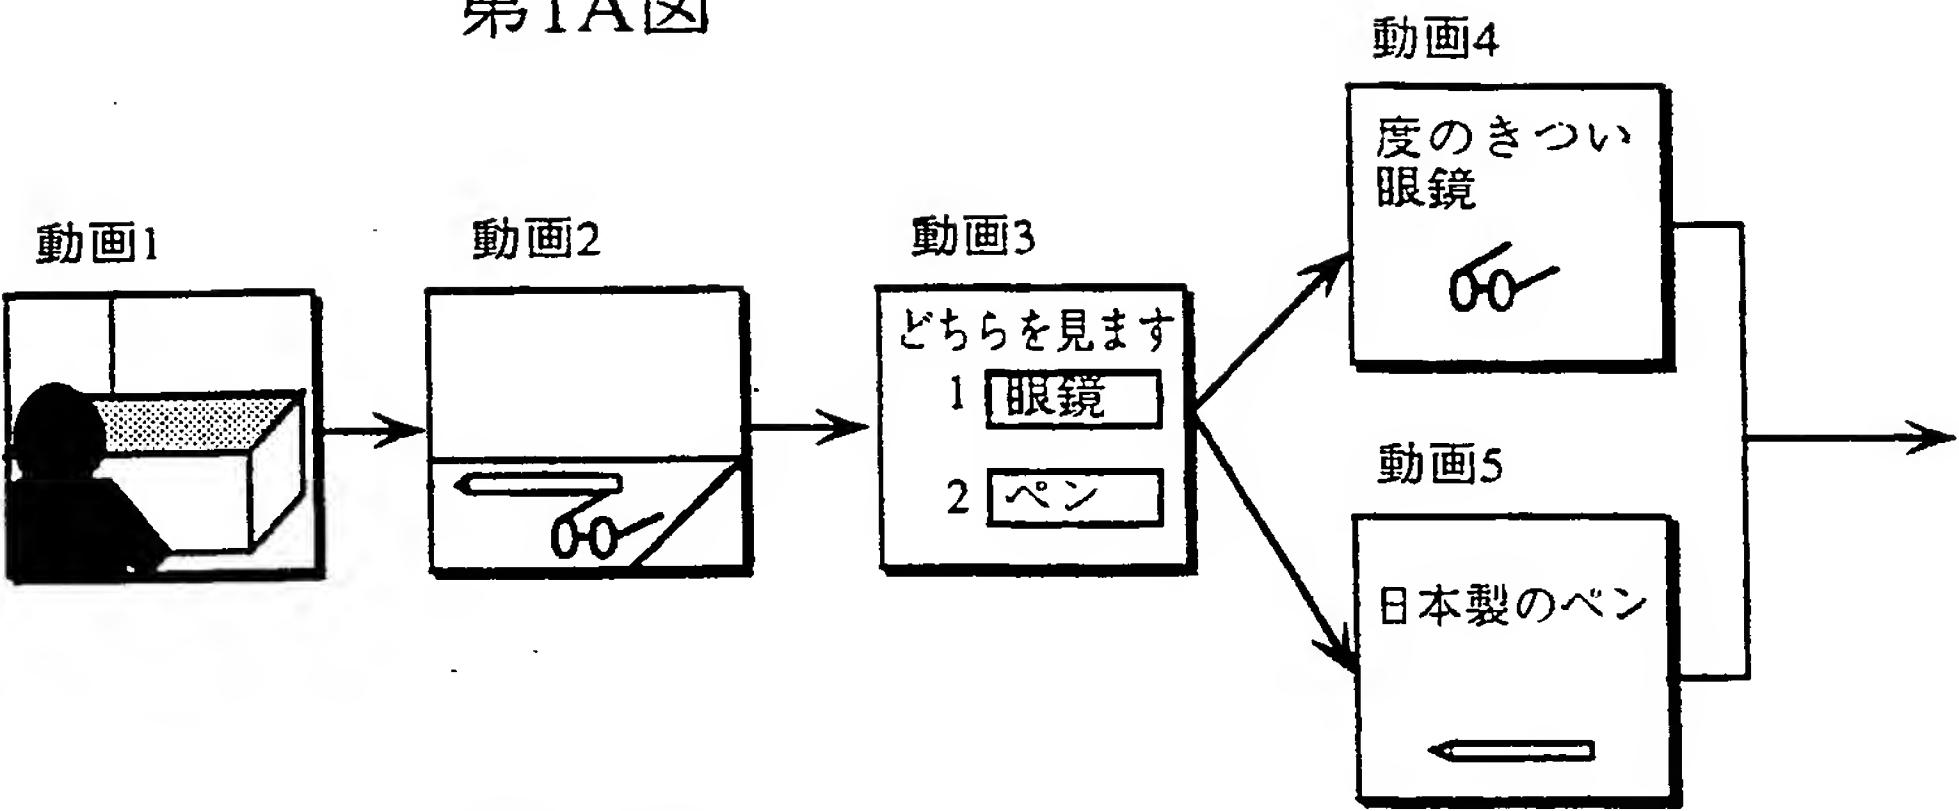 第1A図
動画1
動画2
動画3
どちらを見ます
1 眼鏡
2 ペン
動画4
度のきつい
眼鏡
動画5
日本製のペン